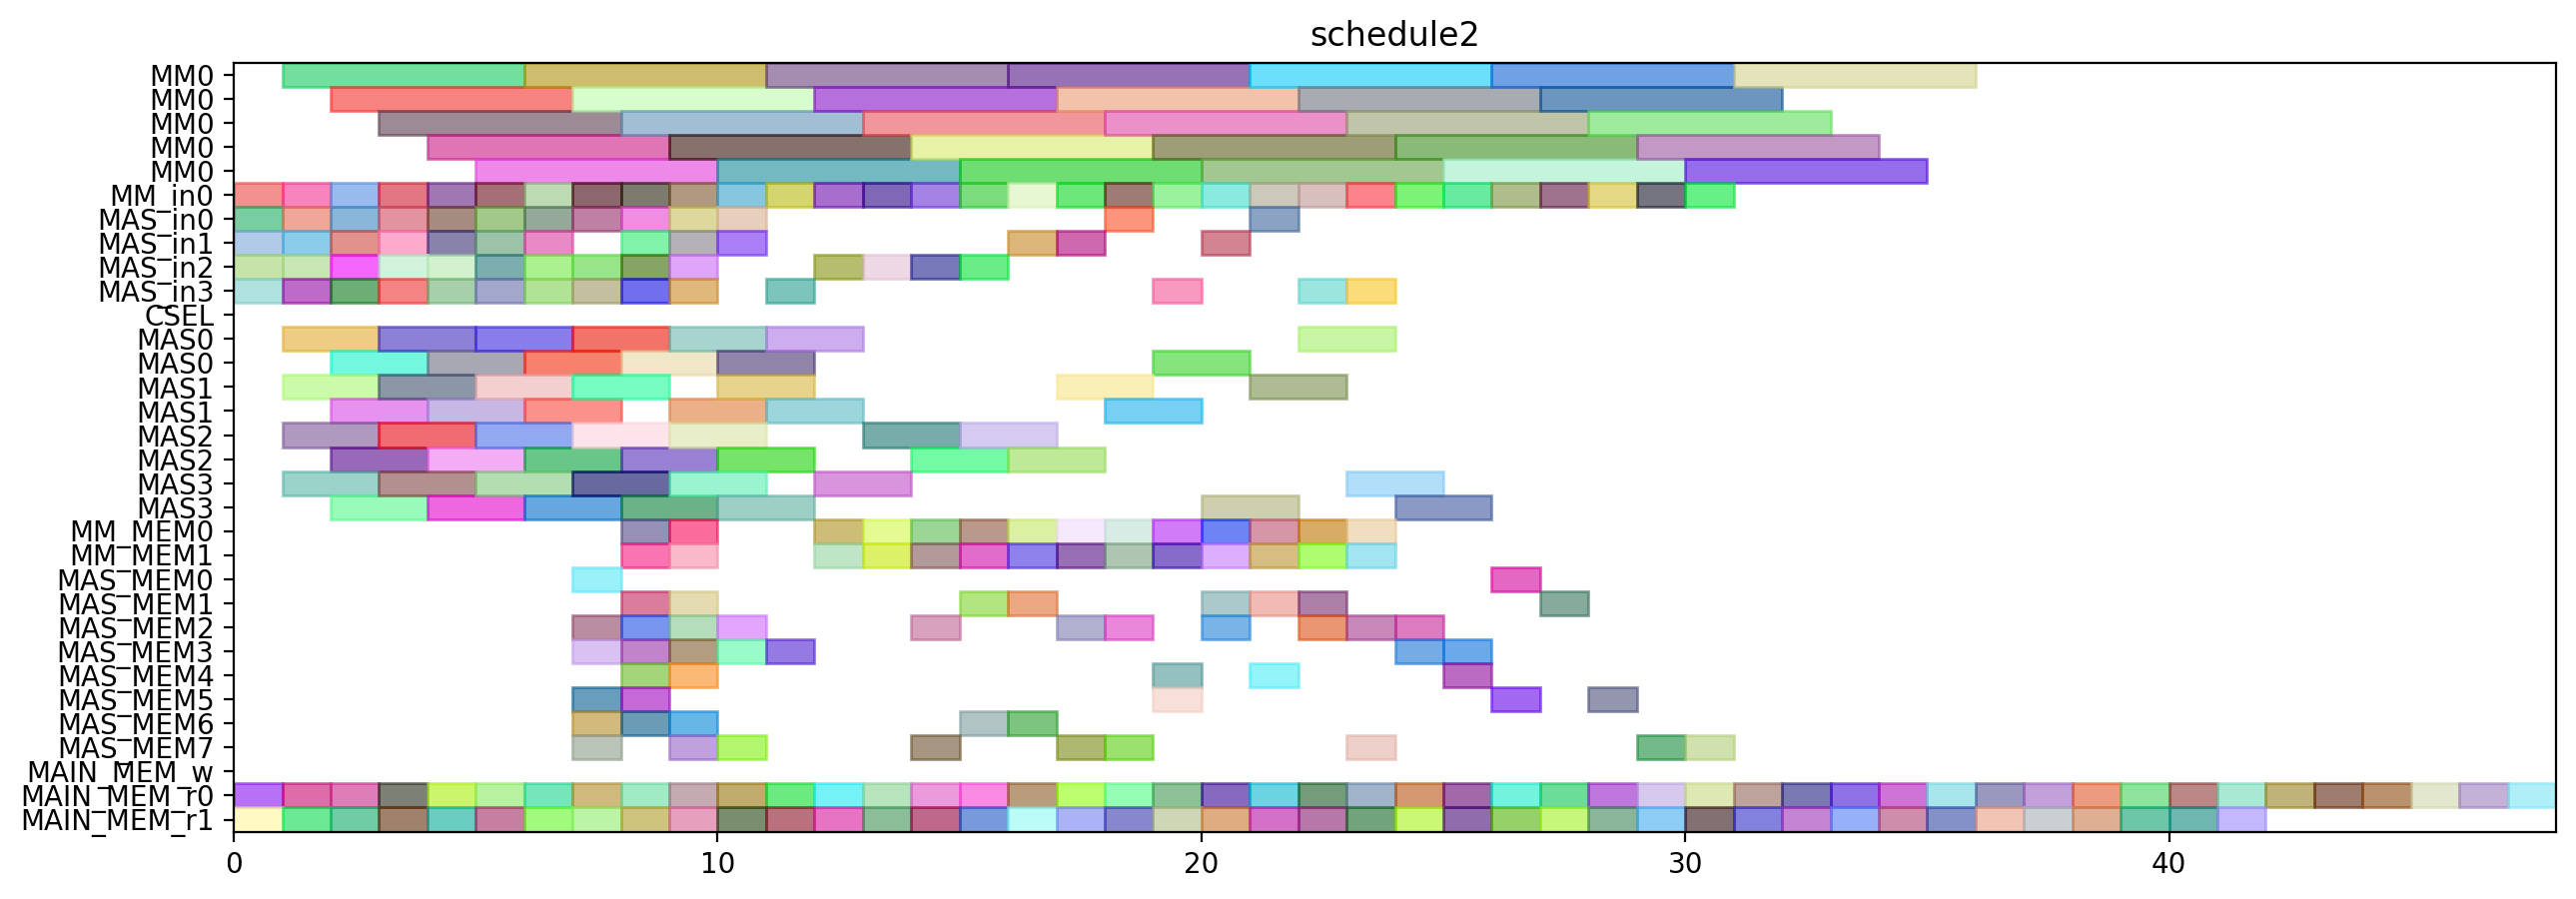 schedule2
MM0
MM0
MM0
MM0
MM0
MM_in0
MAS_in0
MAS_in1
MAS_in2
MAS_in3
CSEL
MAS0
MAS0
MAS1
MAS1
MAS2
MAS2
MAS3
MAS3
MM_MEM0
MM_MEM1
MAS_MEM0
MAS_MEM1
MAS_MEM2
MAS_MEM3
MAS_MEM4
MAS_MEM5
MAS_MEM6
MAS_MEM7
MAIN_MEM_w
MAIN_MEM_r0
MAIN_MEM_r1
0 10 20 30 40